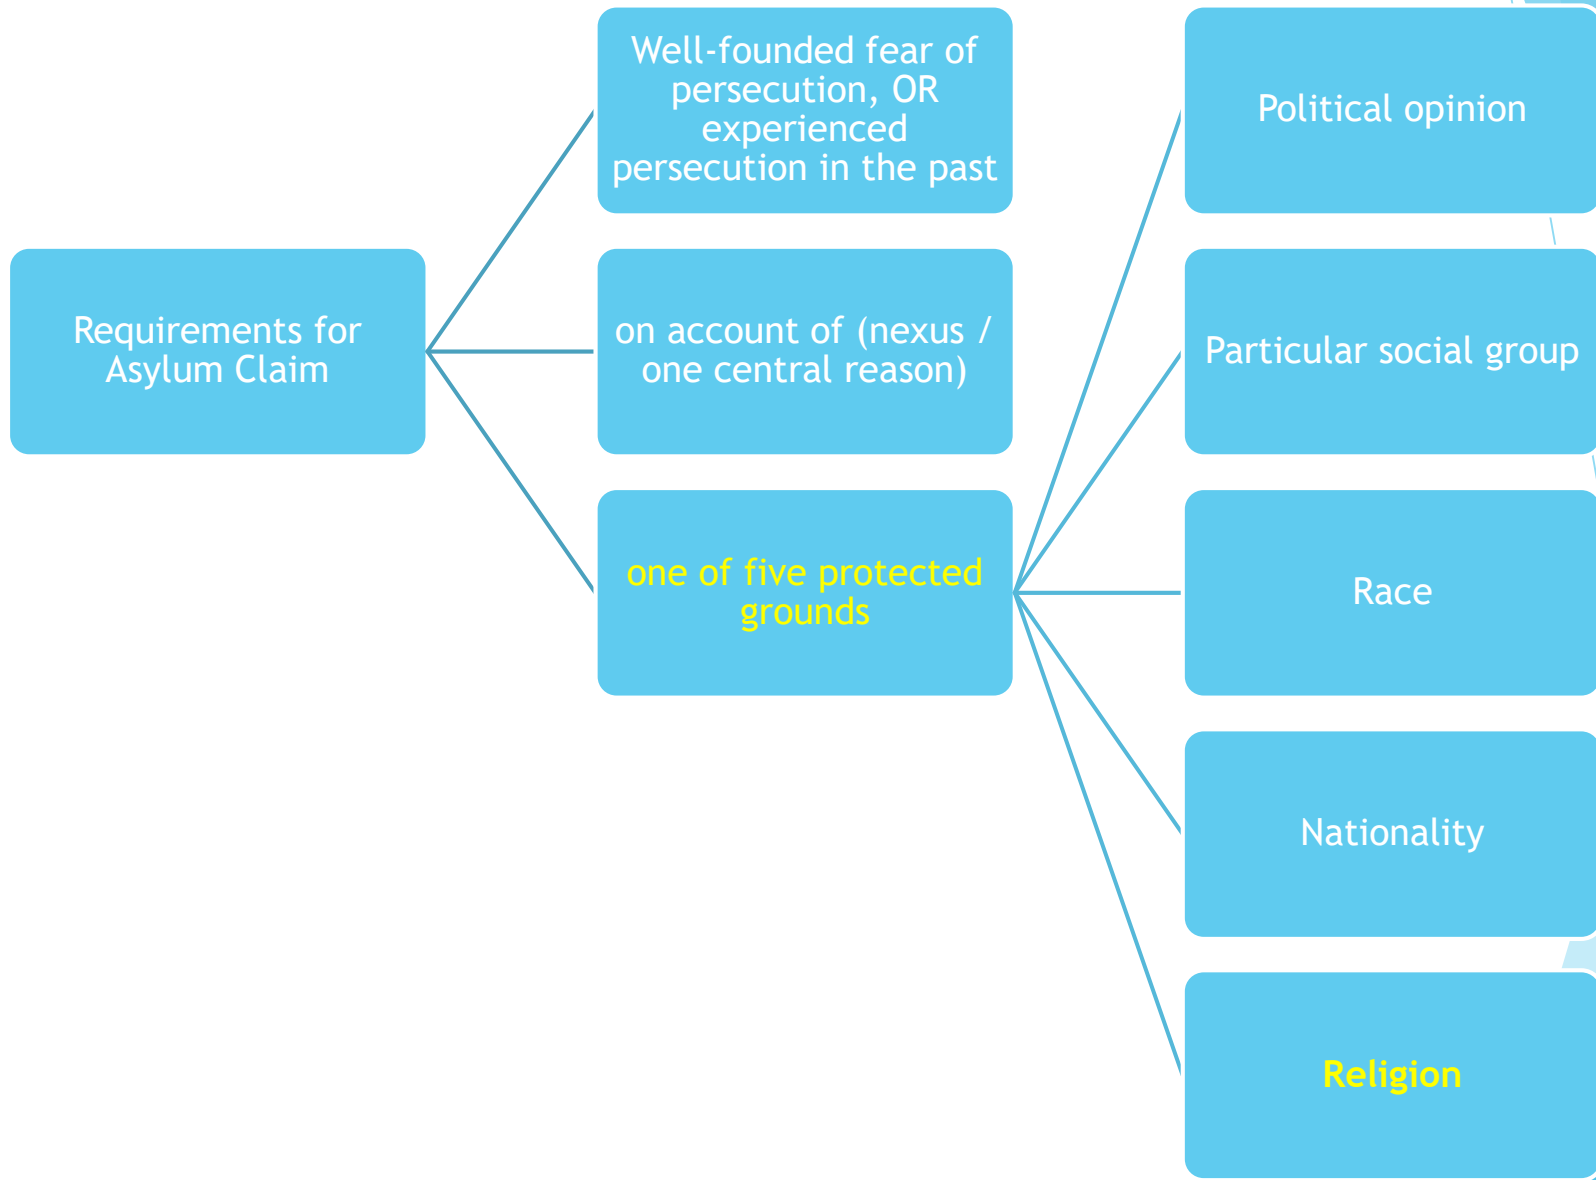 Requirements for
Asylum Claim
Well-founded fear of
persecution, OR
experienced
persecution in the past
on account of (nexus /
one central reason)
one of five protected
grounds
Political opinion
Particular social group
Race
Nationality
Religion